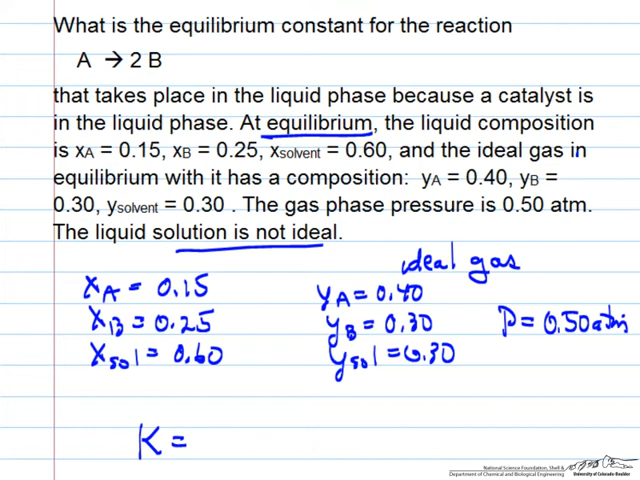 What is the equilibrium constant for the reaction
A → 2 B
that takes place in the liquid phase because a catalyst is
in the liquid phase. At equilibrium, the liquid composition
is xA = 0.15, xB = 0.25, xsolvent = 0.60, and the ideal gas in
equilibrium with it has a composition: yA = 0.40, yB =
0.30, ysolvent = 0.30 . The gas phase pressure is 0.50 atm.
The liquid solution is not ideal.
ideal gas
xA = 0.15 yA = 0.40
xB = 0.25 yB = 0.30 P = 0.50 atm
xsol = 0.60 ysol = 0.30
K =
National Science Foundation, Shell &
Department of Chemical and Biological Engineering University of Colorado Boulder